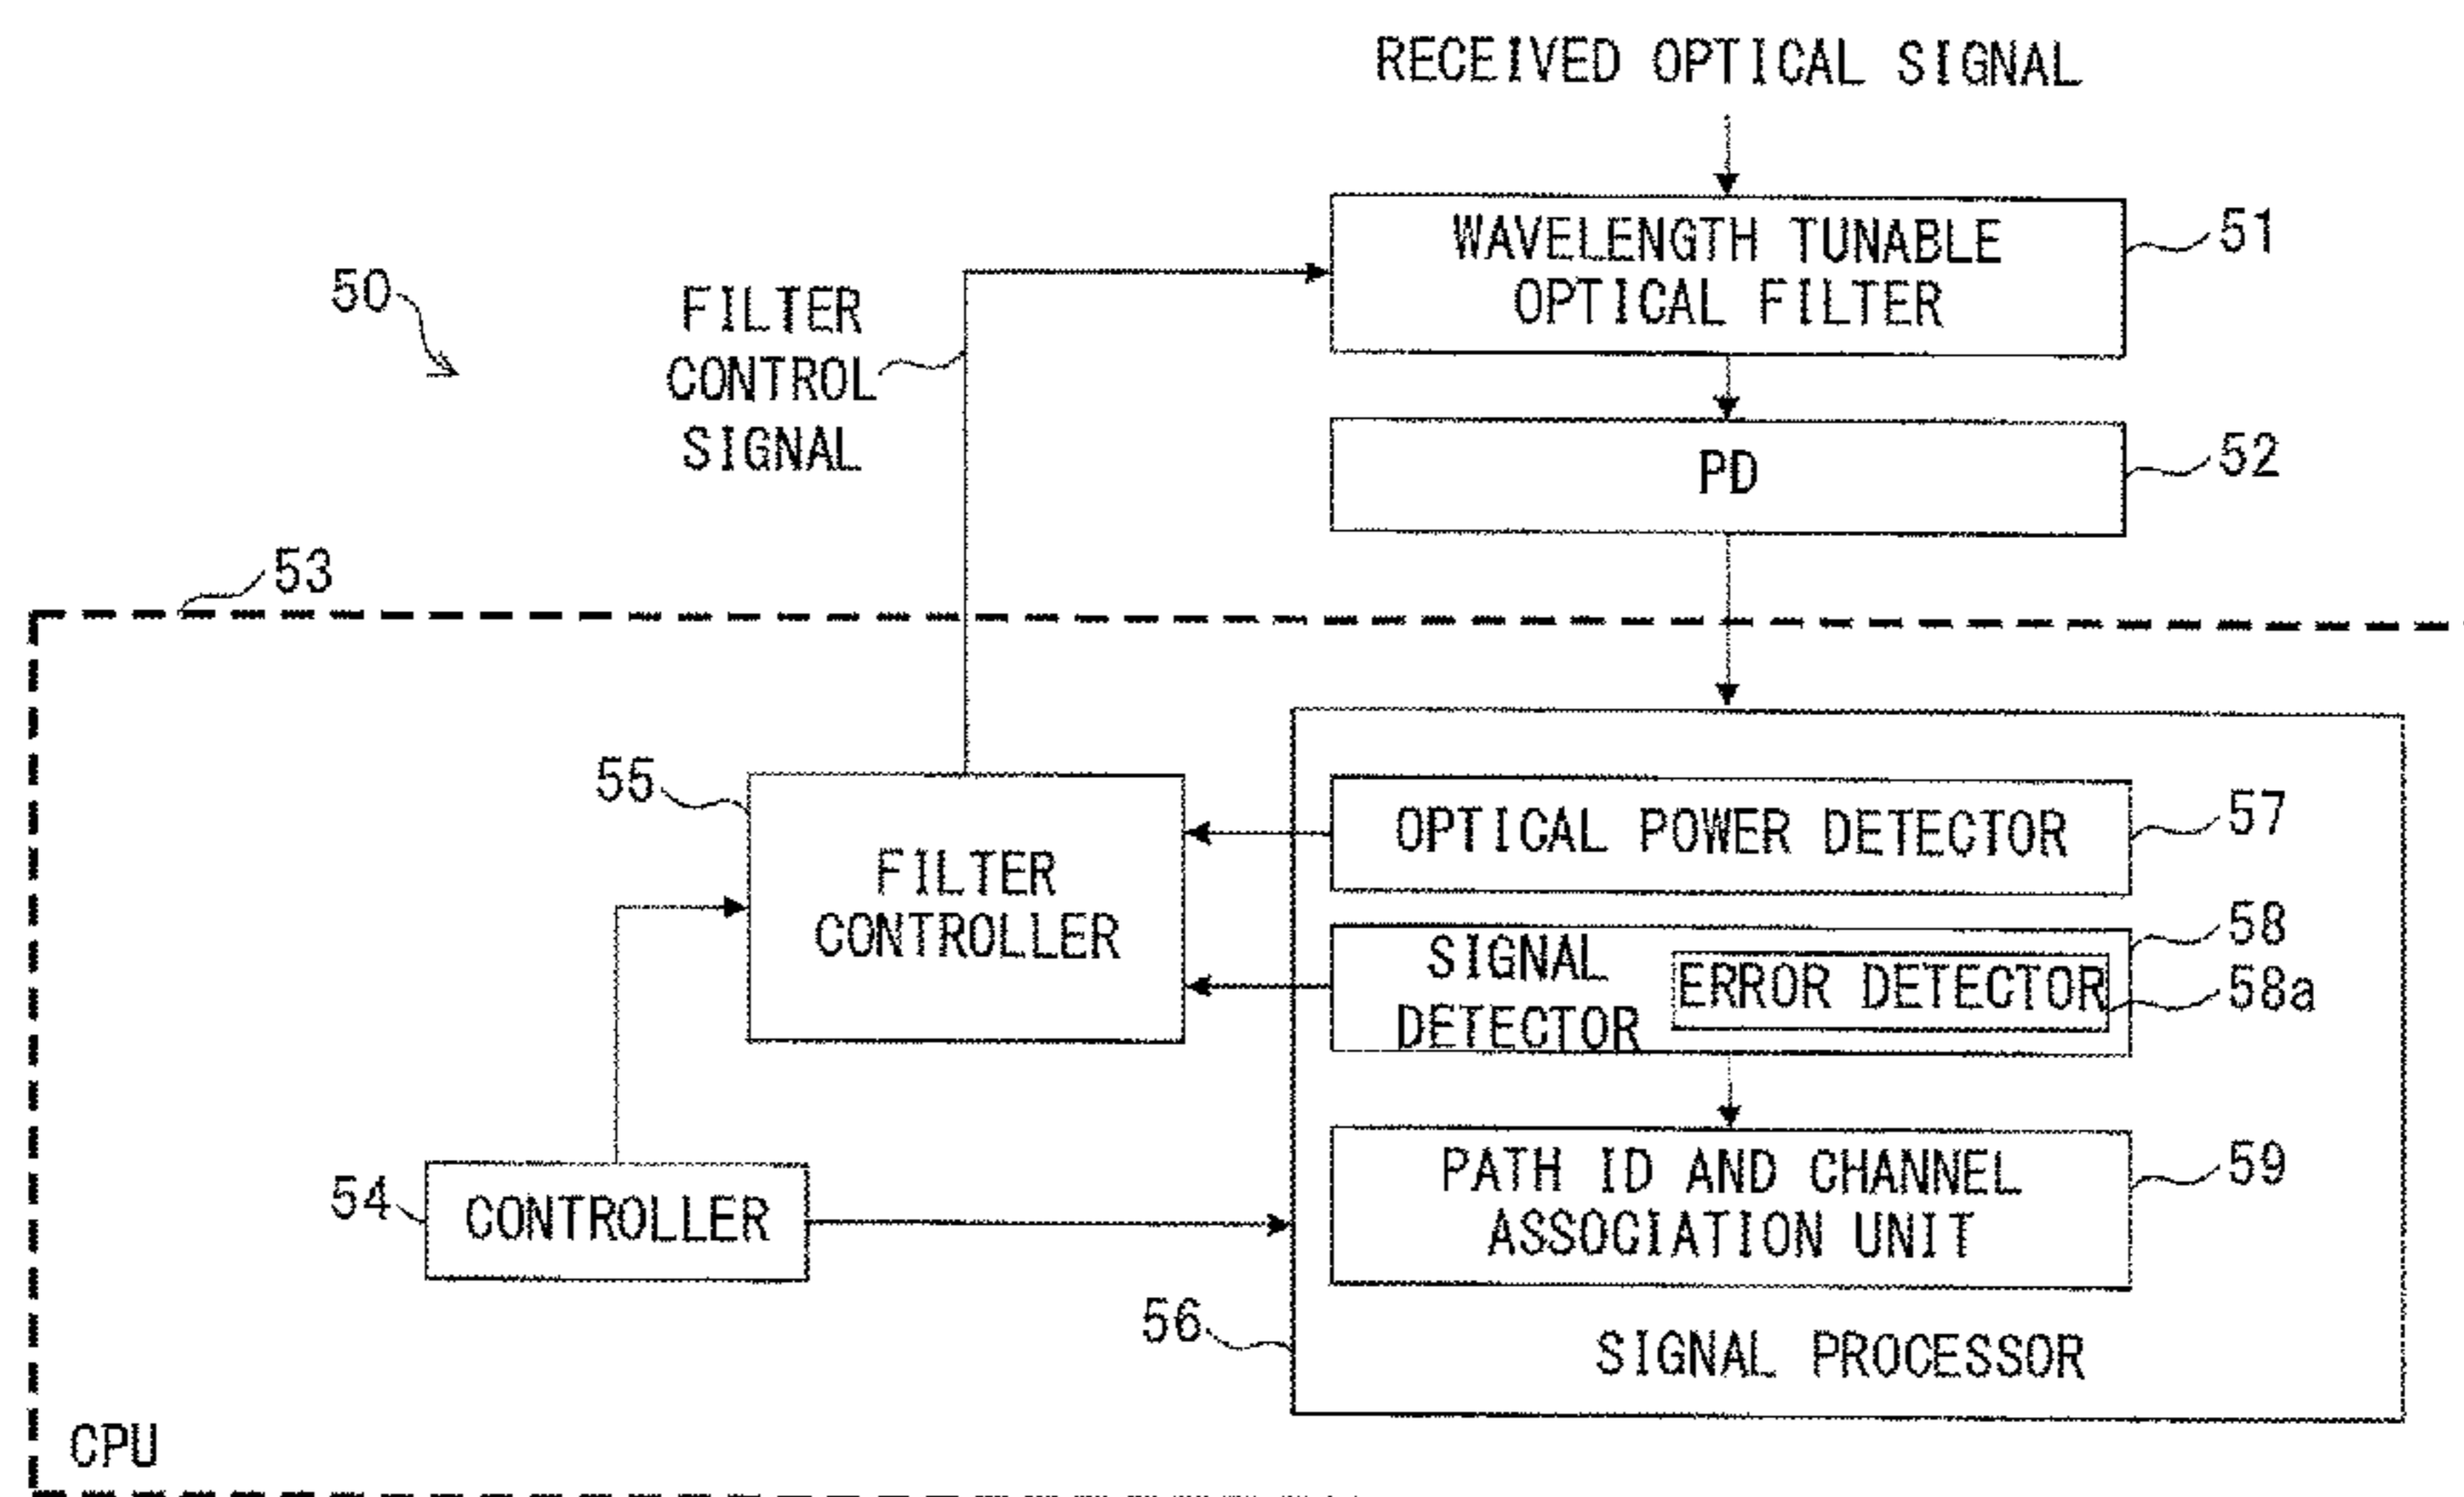 RECEIVED OPTICAL SIGNAL
WAVELENGTH TUNABLE
OPTICAL FILTER
51
50
FILTER
CONTROL
SIGNAL
PD
52
53
55
FILTER
CONTROLLER
OPTICAL POWER DETECTOR
57
SIGNAL
DETECTOR
ERROR DETECTOR
58
58a
54
CONTROLLER
PATH ID AND CHANNEL
ASSOCIATION UNIT
59
56
SIGNAL PROCESSOR
CPU